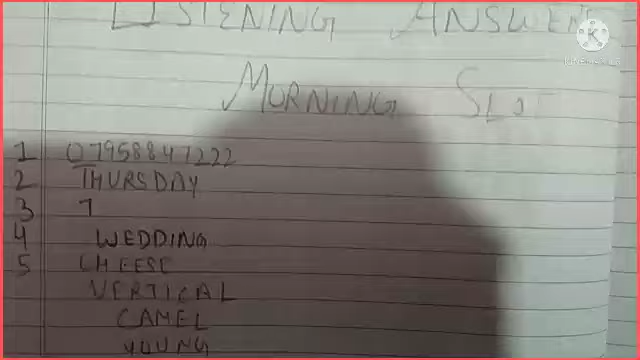 LISTENING ANSWERS
MORNING SLOT
1 07958847222
2 THURSDAY
3 7
4 WEDDING
5 CHEESE
VERTICAL
CAMEL
YOUNG